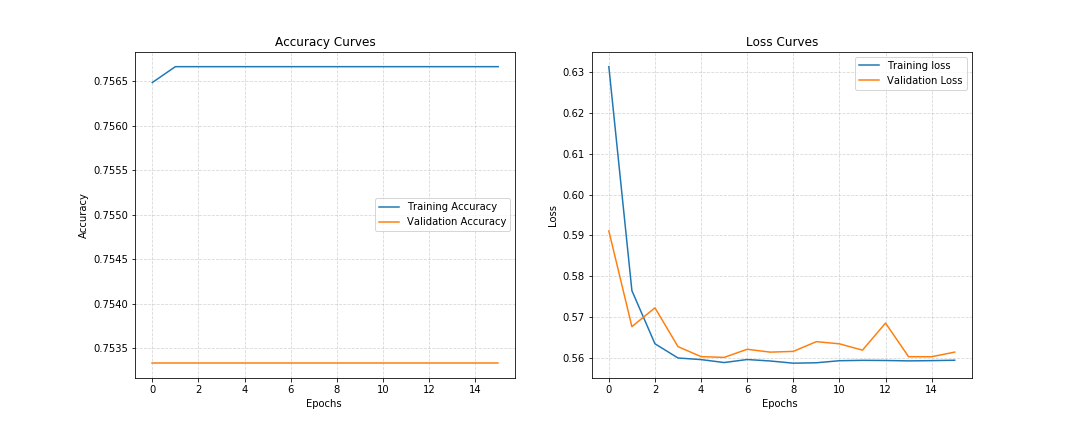 Accuracy Curves
Accuracy
0.7565
0.7560
0.7555
0.7550
0.7545
0.7540
0.7535
Training Accuracy
Validation Accuracy
0 2 4 6 8 10 12 14
Epochs
Loss Curves
Loss
0.63
0.62
0.61
0.60
0.59
0.58
0.57
0.56
Training loss
Validation Loss
0 2 4 6 8 10 12 14
Epochs